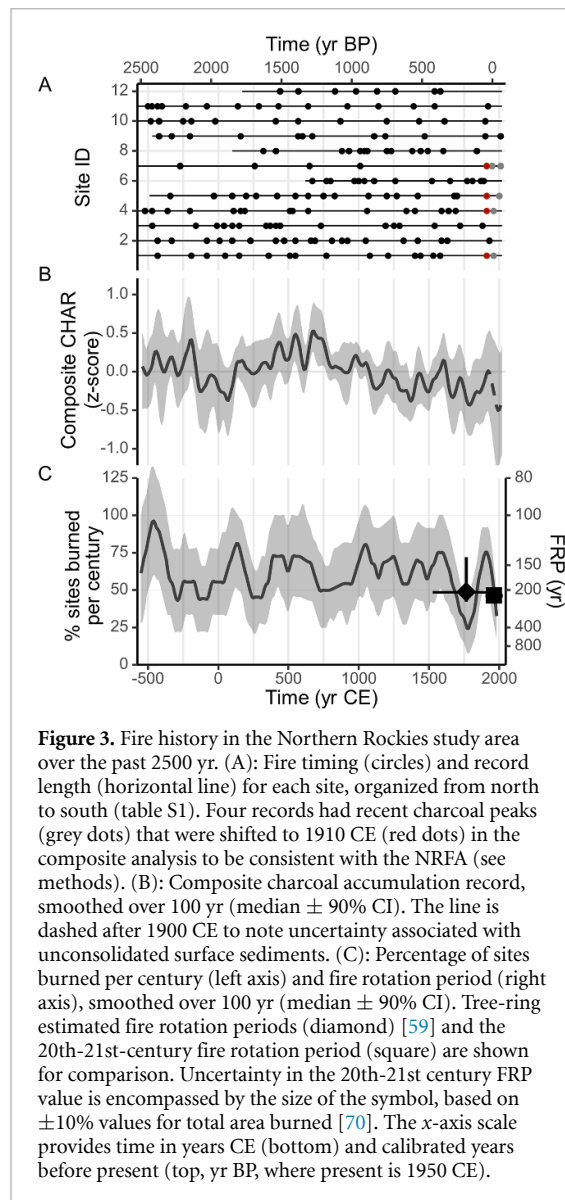 Time (yr BP)
2500 2000 1500 1000 500 0
A
12
10
8
6
4
2
Site ID
B
1.0
0.5
0.0
-0.5
-1.0
Composite CHAR
(z-score)
C
125
100
75
50
25
0
% sites burned
per century
80
100
150
200
400
800
FRP (yr)
-500 0 500 1000 1500 2000
Time (yr CE)
Figure 3. Fire history in the Northern Rockies study area
over the past 2500 yr. (A): Fire timing (circles) and record
length (horizontal line) for each site, organized from north
to south (table S1). Four records had recent charcoal peaks
(grey dots) that were shifted to 1910 CE (red dots) in the
composite analysis to be consistent with the NRFA (see
methods). (B): Composite charcoal accumulation record,
smoothed over 100 yr (median ± 90% CI). The line is
dashed after 1900 CE to note uncertainty associated with
unconsolidated surface sediments. (C): Percentage of sites
burned per century (left axis) and fire rotation period (right
axis), smoothed over 100 yr (median ± 90% CI). Tree-ring
estimated fire rotation periods (diamond) [59] and the
20th-21st-century fire rotation period (square) are shown
for comparison. Uncertainty in the 20th-21st century FRP
value is encompassed by the size of the symbol, based on
±10% values for total area burned [70]. The x-axis scale
provides time in years CE (bottom) and calibrated years
before present (top, yr BP, where present is 1950 CE).